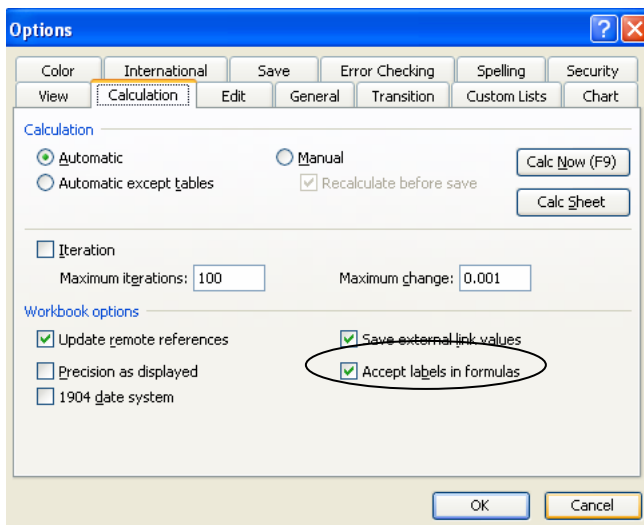 Options
Color International Save Error Checking Spelling Security
View Calculation Edit General Transition Custom Lists Chart
Calculation
Automatic Manual Calc Now (F9)
Automatic except tables Recalculate before save
Calc Sheet
Iteration
Maximum iterations: 100 Maximum change: 0.001
Workbook options
Update remote references Save external link values
Precision as displayed Accept labels in formulas
1904 date system
OK Cancel